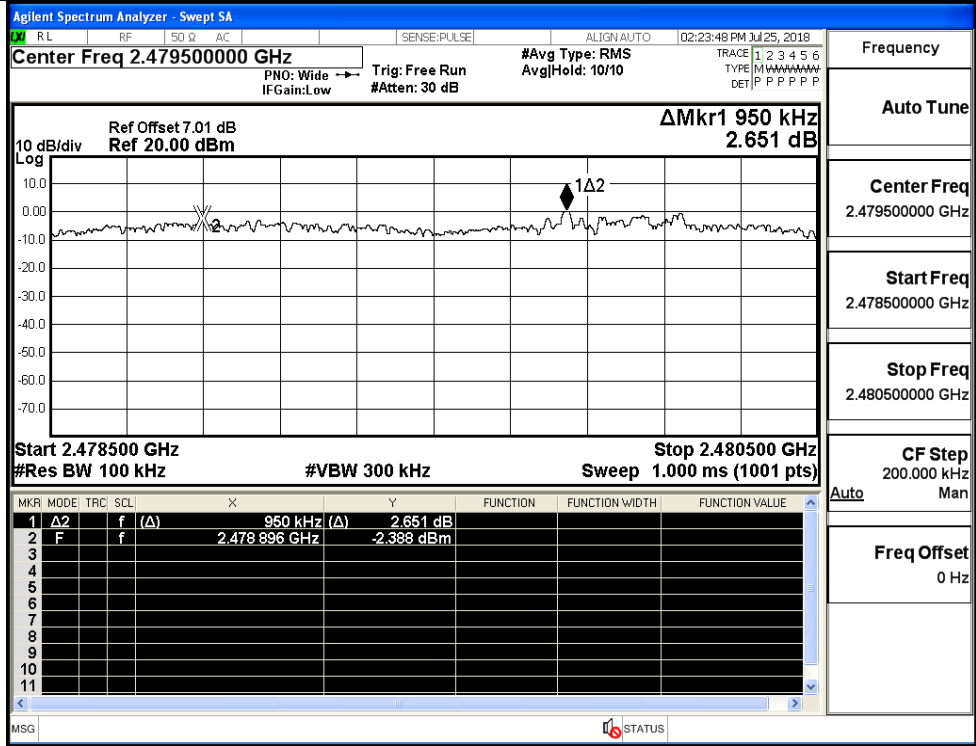 Agilent Spectrum Analyzer - Swept SA
LXI RL RF 50 Ω AC SENSE:PULSE ALIGN AUTO 02:23:48 PM Jul 25, 2018
Center Freq 2.479500000 GHz
PNO: Wide
IFGain:Low
Trig: Free Run
#Atten: 30 dB
#Avg Type: RMS
Avg|Hold: 10/10
TRACE 1 2 3 4 5 6
TYPE M WWWWW
DET P P P P P P
Ref Offset 7.01 dB
10 dB/div Ref 20.00 dBm
Log
ΔMkr1 950 kHz
2.651 dB
10.0
0.00
-10.0
-20.0
-30.0
-40.0
-50.0
-60.0
-70.0
2
1Δ2
Start 2.478500 GHz Stop 2.480500 GHz
#Res BW 100 kHz #VBW 300 kHz Sweep 1.000 ms (1001 pts)
MKR MODE TRC SCL X Y FUNCTION FUNCTION WIDTH FUNCTION VALUE
1 Δ2 f (Δ) 950 kHz (Δ) 2.651 dB
2 F f 2.478 896 GHz -2.388 dBm
3
4
5
6
7
8
9
10
11
MSG STATUS
Frequency
Auto Tune
Center Freq
2.479500000 GHz
Start Freq
2.478500000 GHz
Stop Freq
2.480500000 GHz
CF Step
200.000 kHz
Auto Man
Freq Offset
0 Hz